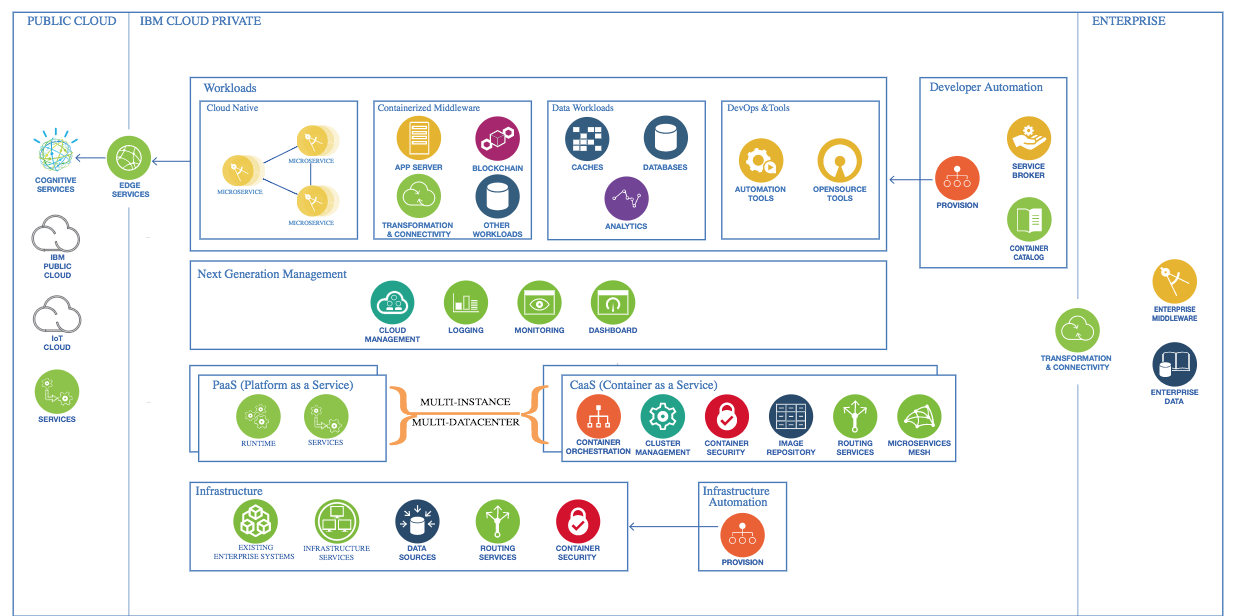 PUBLIC CLOUD
IBM CLOUD PRIVATE
ENTERPRISE
Workloads
Cloud Native
MICROSERVICE
MICROSERVICE
MICROSERVICE
Containerized Middleware
APP SERVER
BLOCKCHAIN
TRANSFORMATION
& CONNECTIVITY
OTHER
WORKLOADS
Data Workloads
CACHES
DATABASES
ANALYTICS
DevOps &Tools
AUTOMATION
TOOLS
OPENSOURCE
TOOLS
Developer Automation
PROVISION
SERVICE
BROKER
CONTAINER
CATALOG
COGNITIVE
SERVICES
EDGE
SERVICES
IBM
PUBLIC
CLOUD
IoT
CLOUD
SERVICES
Next Generation Management
CLOUD
MANAGEMENT
LOGGING
MONITORING
DASHBOARD
TRANSFORMATION
& CONNECTIVITY
ENTERPRISE
MIDDLEWARE
ENTERPRISE
DATA
PaaS (Platform as a Service)
RUNTIME
SERVICES
MULTI-INSTANCE
MULTI-DATACENTER
CaaS (Container as a Service)
CONTAINER
ORCHESTRATION
CLUSTER
MANAGEMENT
CONTAINER
SECURITY
IMAGE
REPOSITORY
ROUTING
SERVICES
MICROSERVICES
MESH
Infrastructure
EXISTING
ENTERPRISE SYSTEMS
INFRASTRUCTURE
SERVICES
DATA
SOURCES
ROUTING
SERVICES
CONTAINER
SECURITY
Infrastructure
Automation
PROVISION